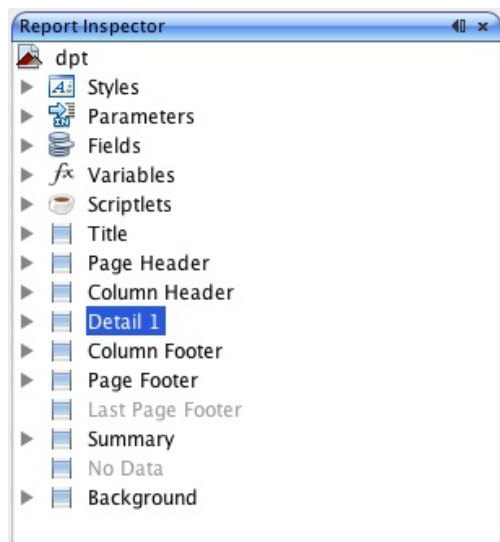 Report Inspector
dpt
Styles
Parameters
Fields
Variables
Scriptlets
Title
Page Header
Column Header
Detail 1
Column Footer
Page Footer
Last Page Footer
Summary
No Data
Background